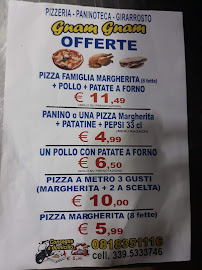 PIZZERIA - PANINOTECA - GIRARROSTO
Gnam Gnam
OFFERTE
PIZZA FAMIGLIA MARGHERITA (8 fette)
+ POLLO + PATATE A FORNO
€ 11,49
PANINO o UNA PIZZA Margherita
+ PATATINE + PEPSI 33 cl
€ 4,99
UN POLLO CON PATATE A FORNO
€ 6,50
PIZZA A METRO 3 GUSTI
(MARGHERITA + 2 A SCELTA)
€ 10,00
PIZZA MARGHERITA (8 fette)
€ 5,99
0818351116
cell. 339.5333746